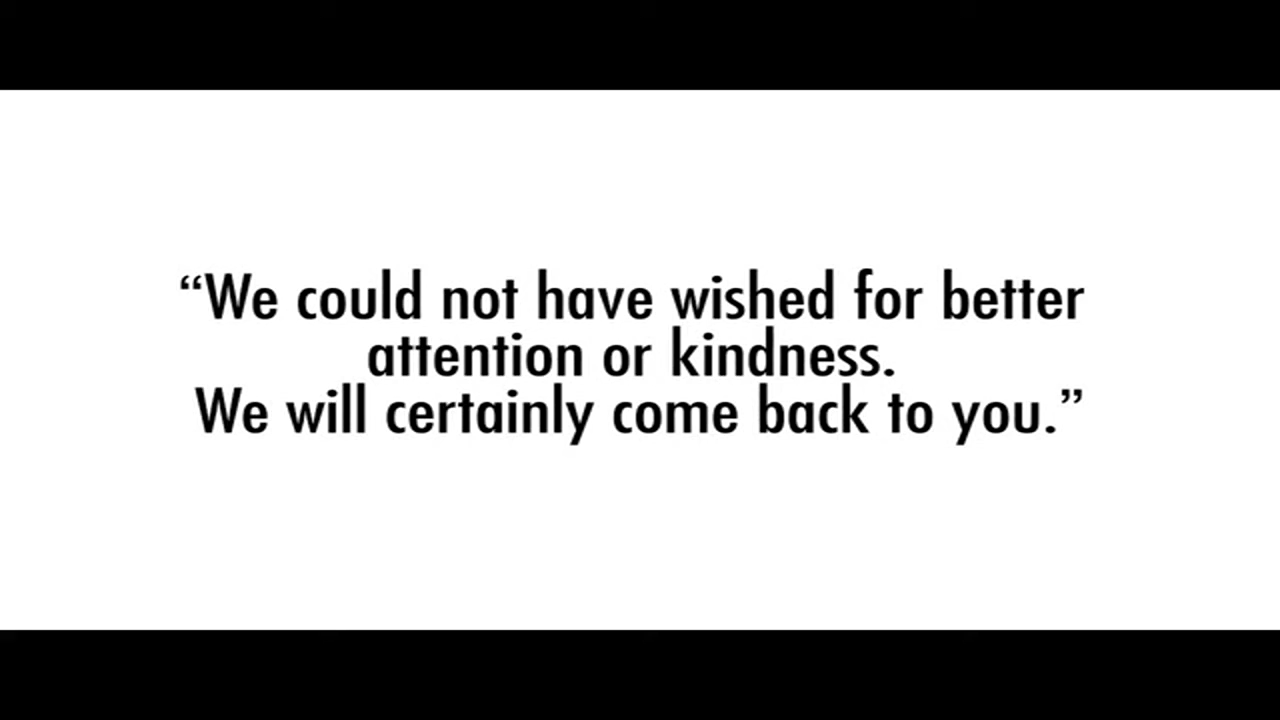 “We could not have wished for better
attention or kindness.
We will certainly come back to you.”